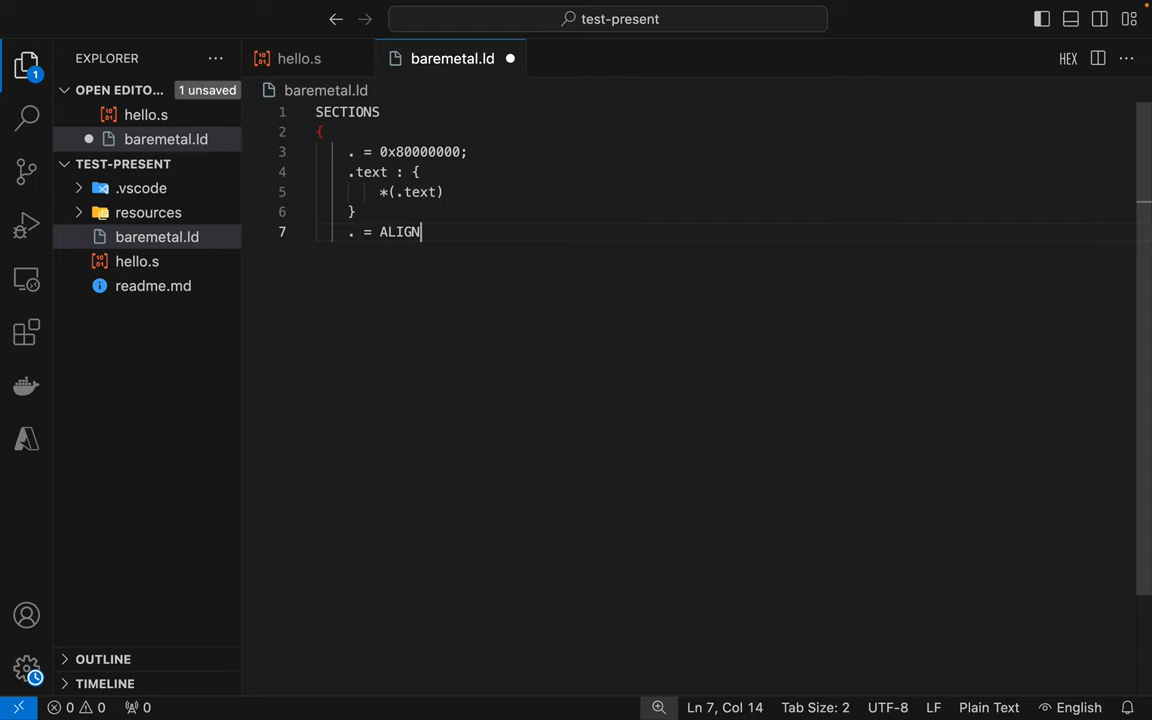 test-present
EXPLORER
hello.s
baremetal.ld
HEX
OPEN EDITO... 1 unsaved
hello.s
baremetal.ld
TEST-PRESENT
.vscode
resources
baremetal.ld
hello.s
readme.md
OUTLINE
TIMELINE
1
baremetal.ld
1 SECTIONS
2 {
3 . = 0x80000000;
4 .text : {
5 *(.text)
6 }
7 . = ALIGN
0 0 0 Ln 7, Col 14 Tab Size: 2 UTF-8 LF Plain Text English